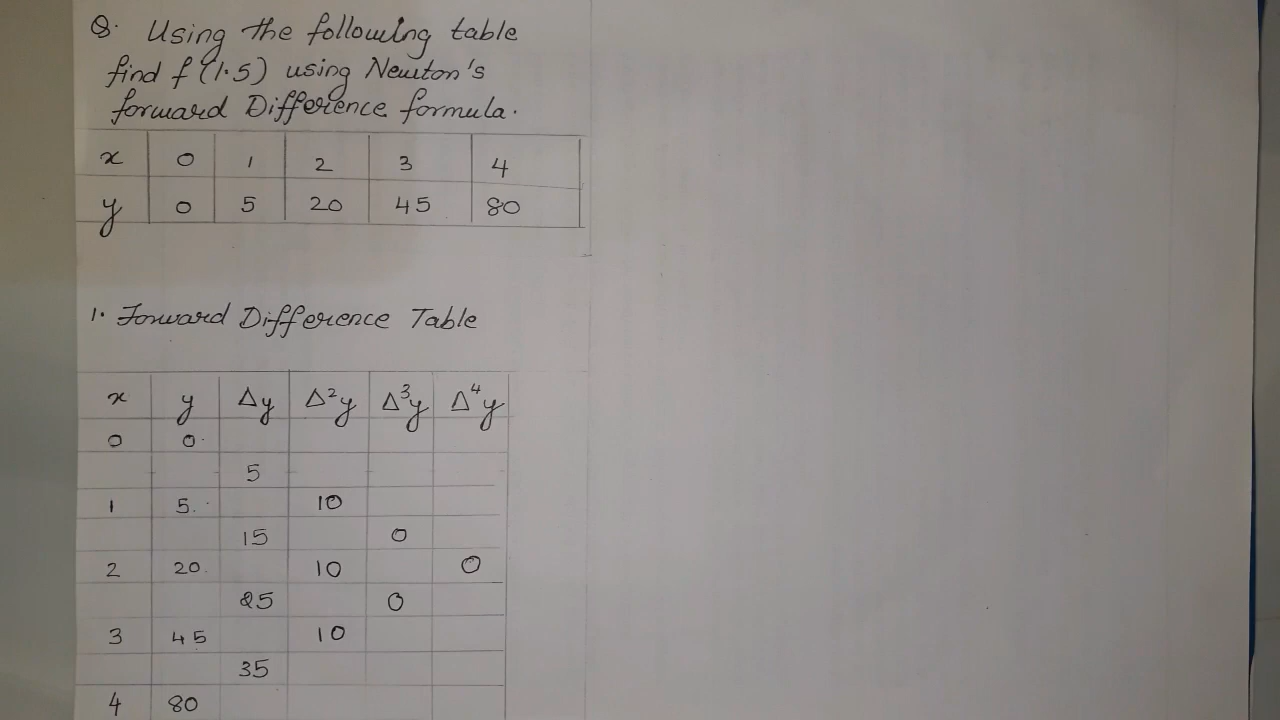 Q. Using the following table
find f(1.5) using Newton's
forward Difference formula.
x 0 1 2 3 4
y 0 5 20 45 80
1. Forward Difference Table
x y Δy Δ²y Δ³y Δ⁴y
0 0
5
1 5 10
15 0
2 20 10 0
25 0
3 45 10
35
4 80